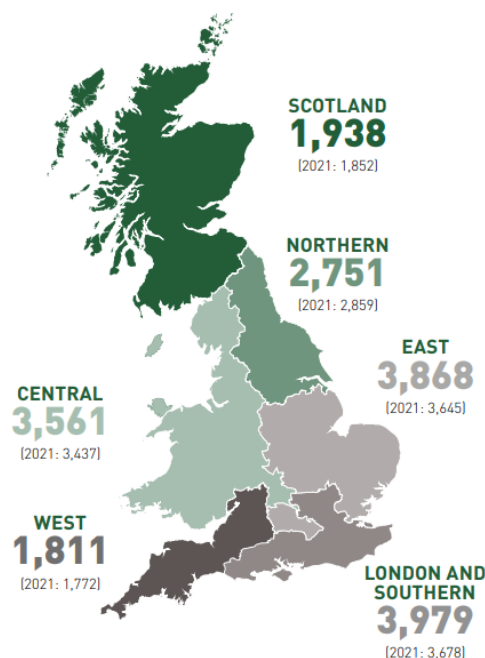 SCOTLAND
1,938
(2021: 1,852)
NORTHERN
2,751
(2021: 2,859)
EAST
3,868
(2021: 3,645)
CENTRAL
3,561
(2021: 3,437)
WEST
1,811
(2021: 1,772)
LONDON AND
SOUTHERN
3,979
(2021: 3,678)